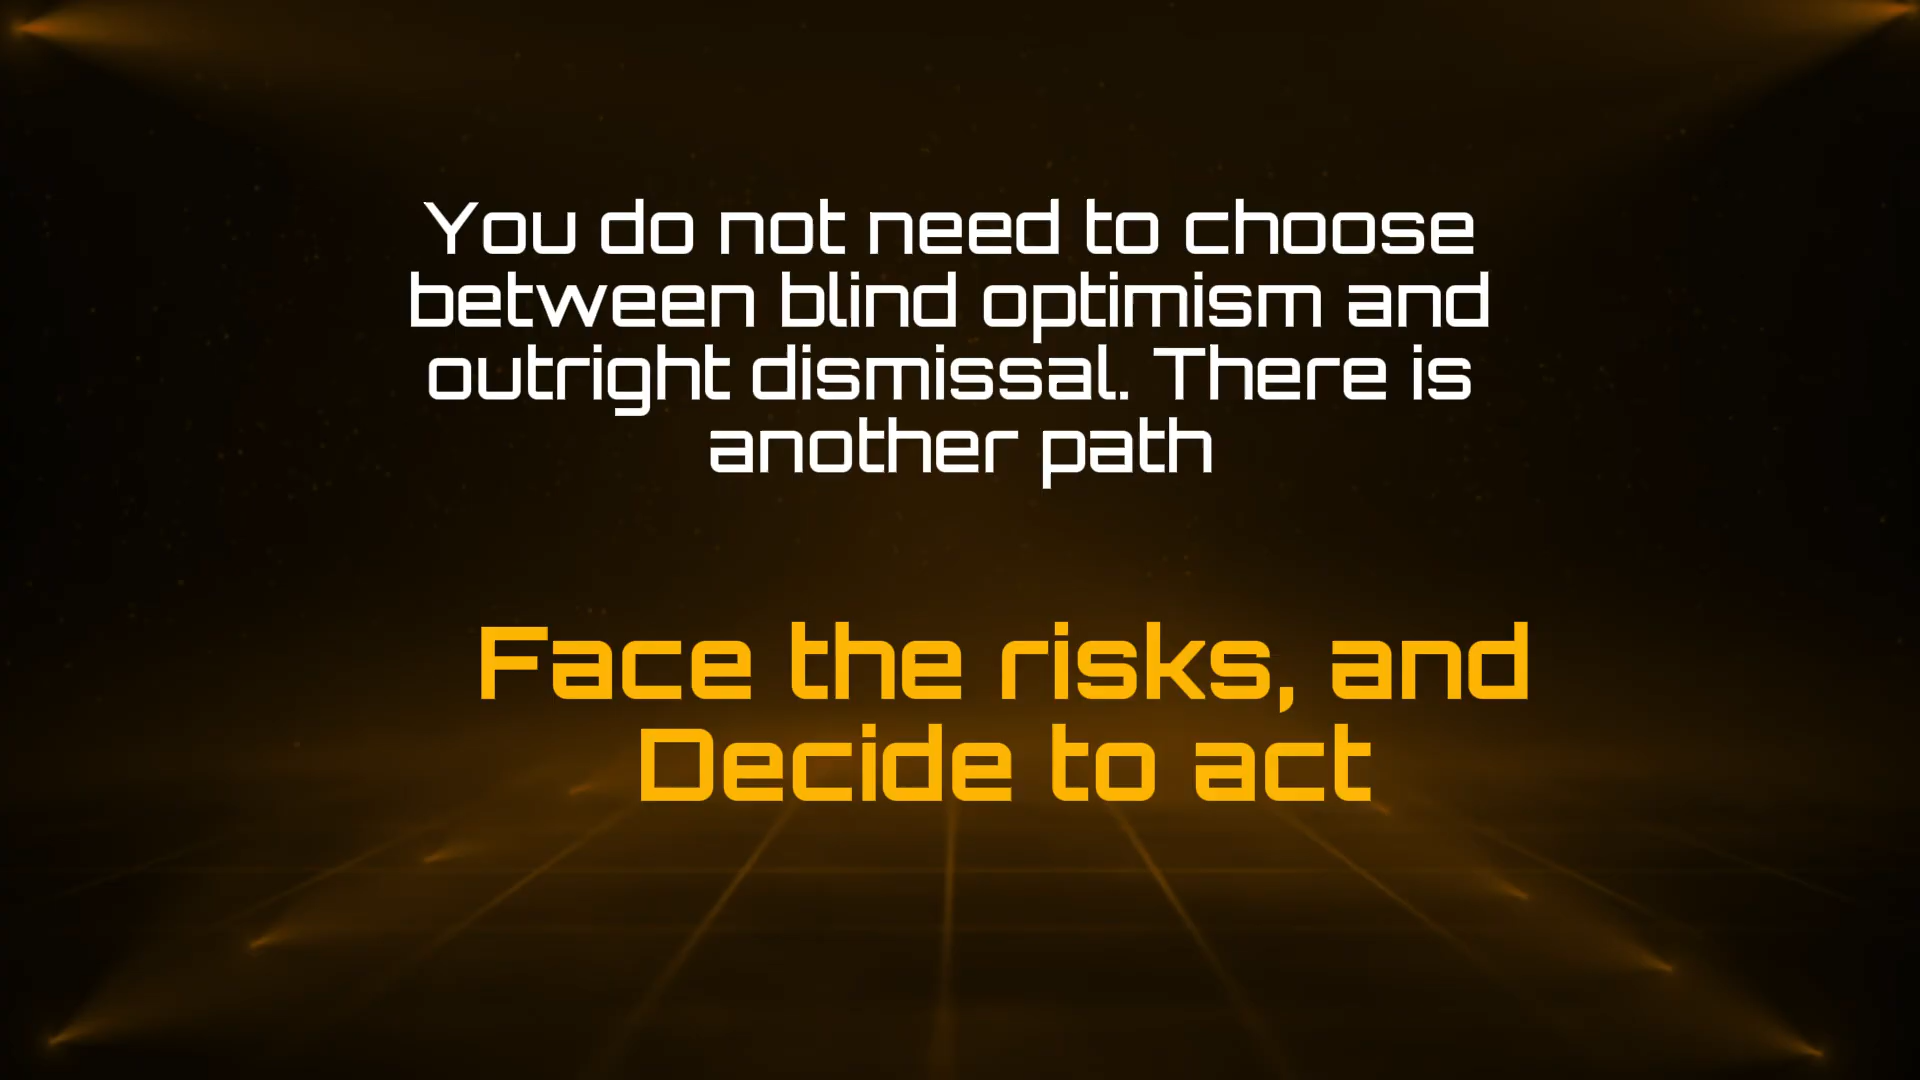 You do not need to choose
between blind optimism and
outright dismissal. There is
another path
Face the risks, and
Decide to act